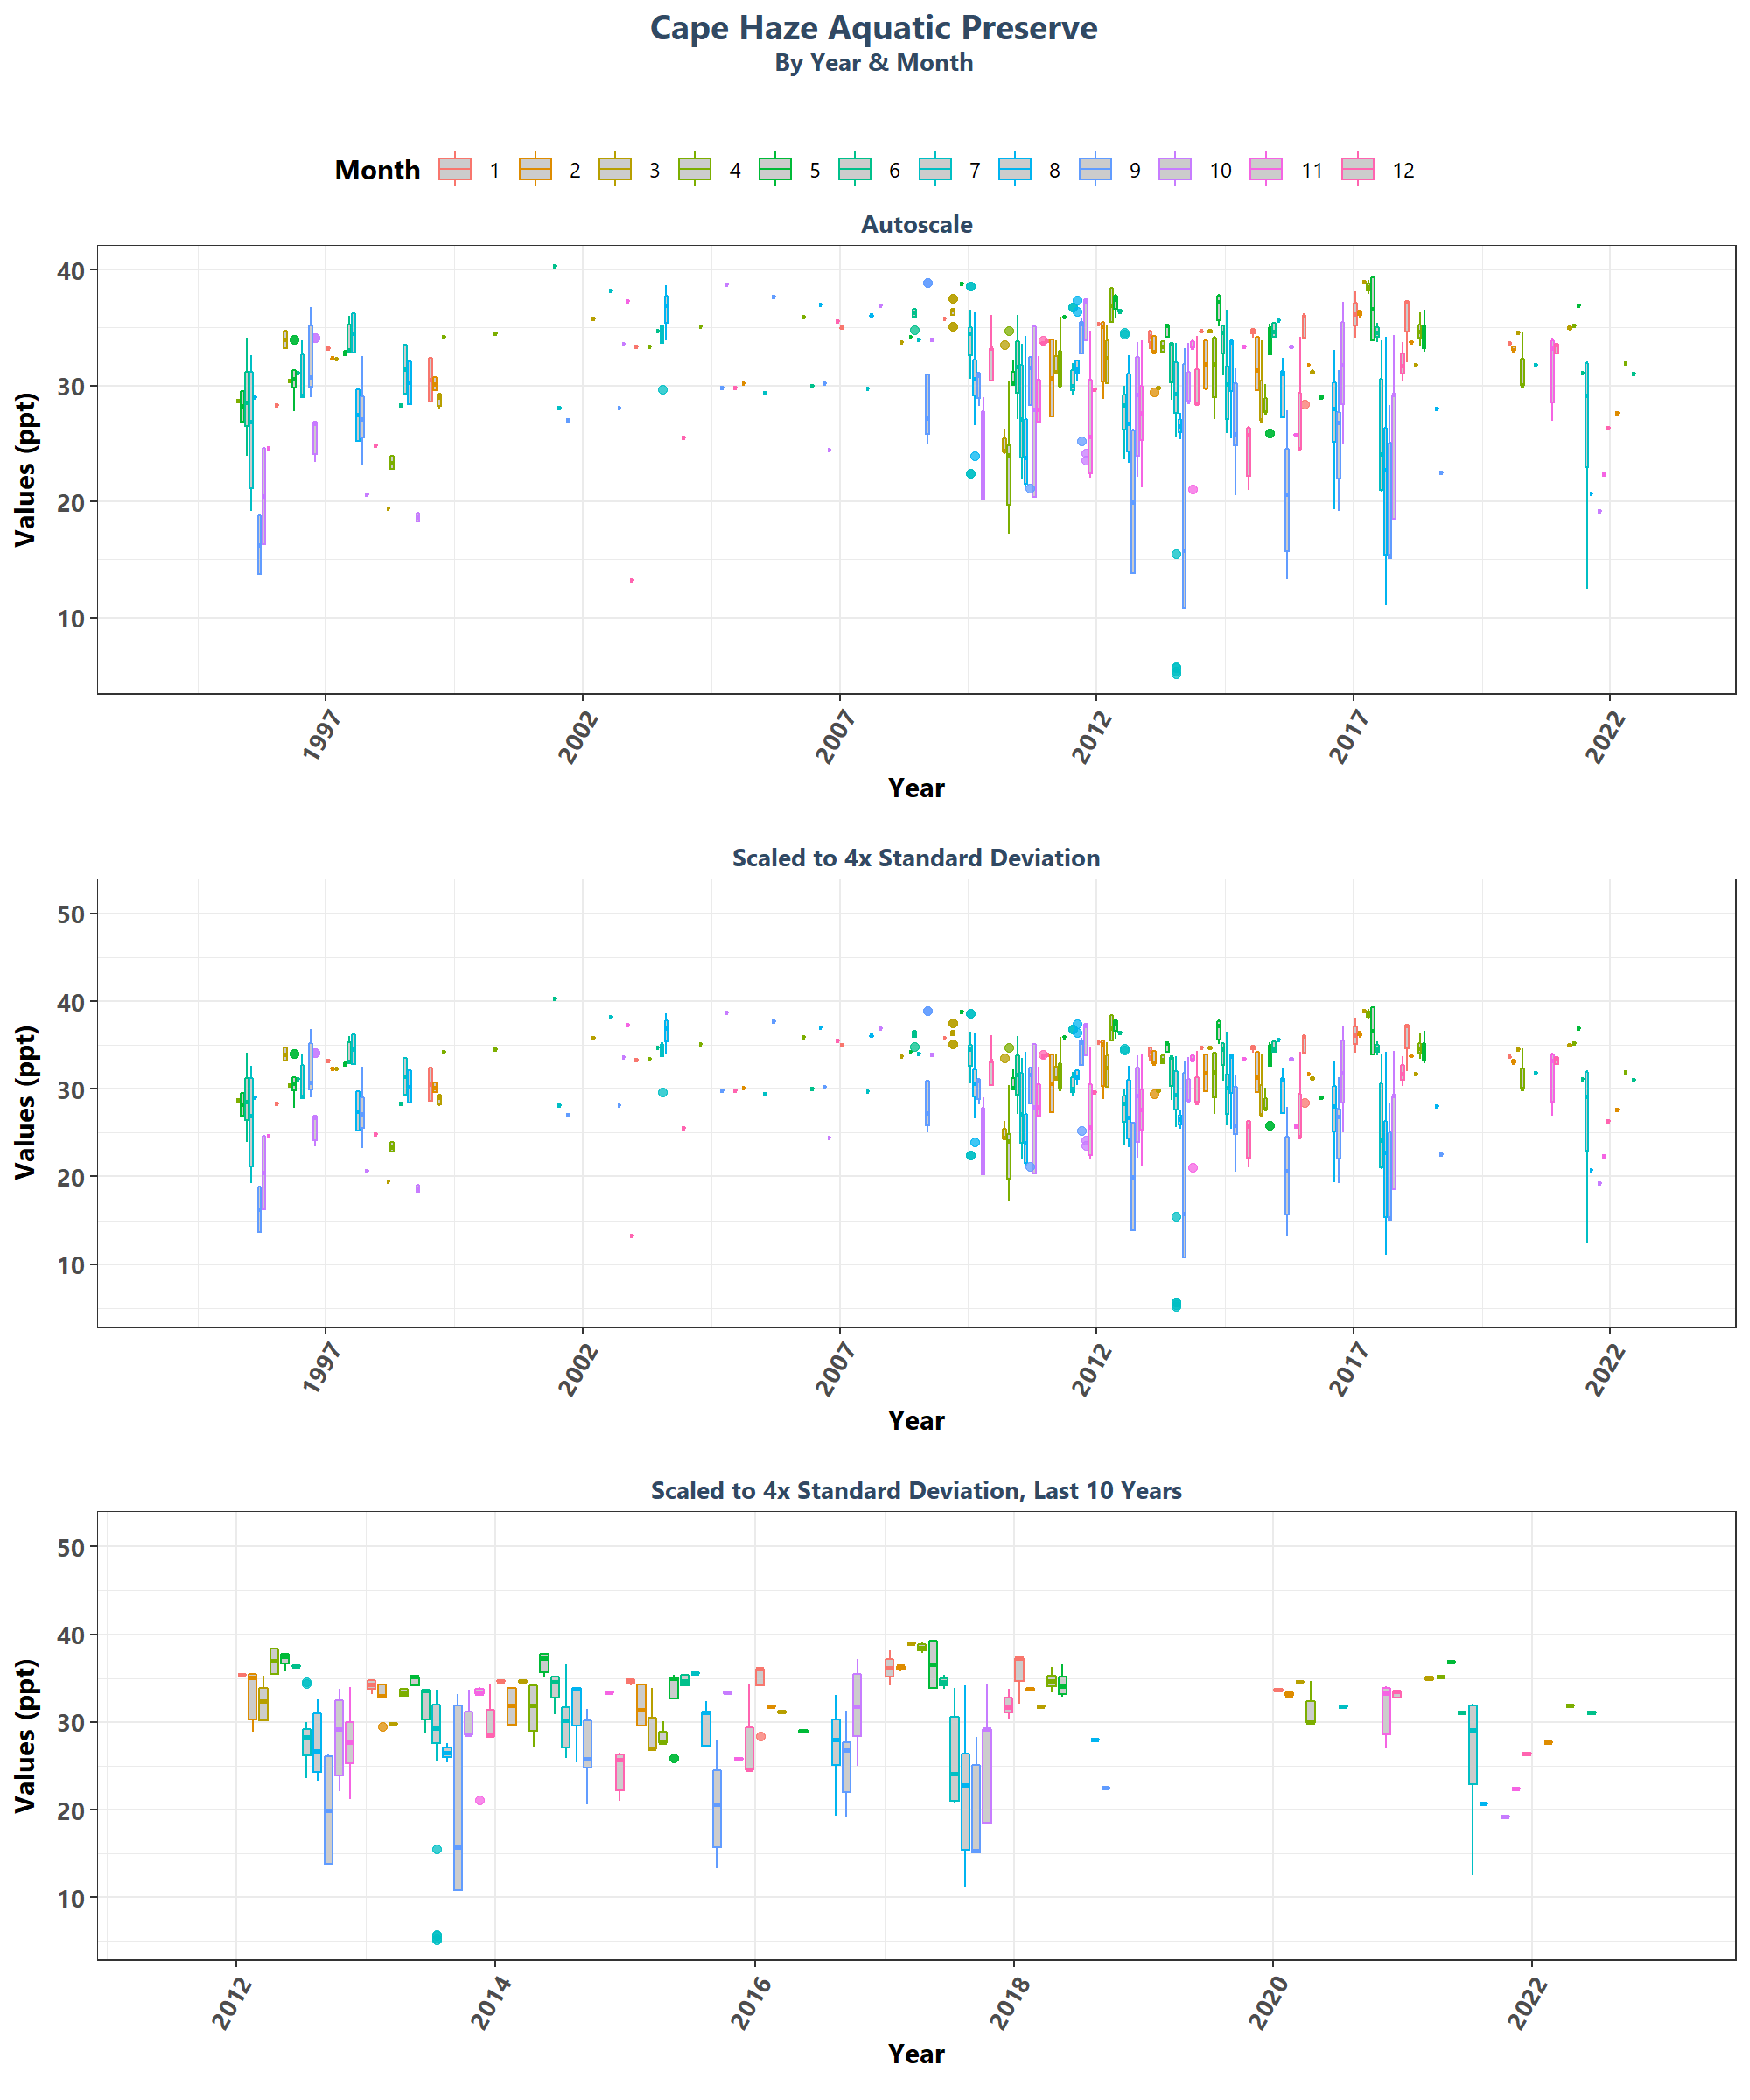 Cape Haze Aquatic Preserve
By Year & Month
Month 1 2 3 4 5 6 7 8 9 10 11 12
Autoscale
Values (ppt)
40
30
20
10
1997 2002 2007 2012 2017 2022
Year
Scaled to 4x Standard Deviation
Values (ppt)
50
40
30
20
10
1997 2002 2007 2012 2017 2022
Year
Scaled to 4x Standard Deviation, Last 10 Years
Values (ppt)
50
40
30
20
10
2012 2014 2016 2018 2020 2022
Year